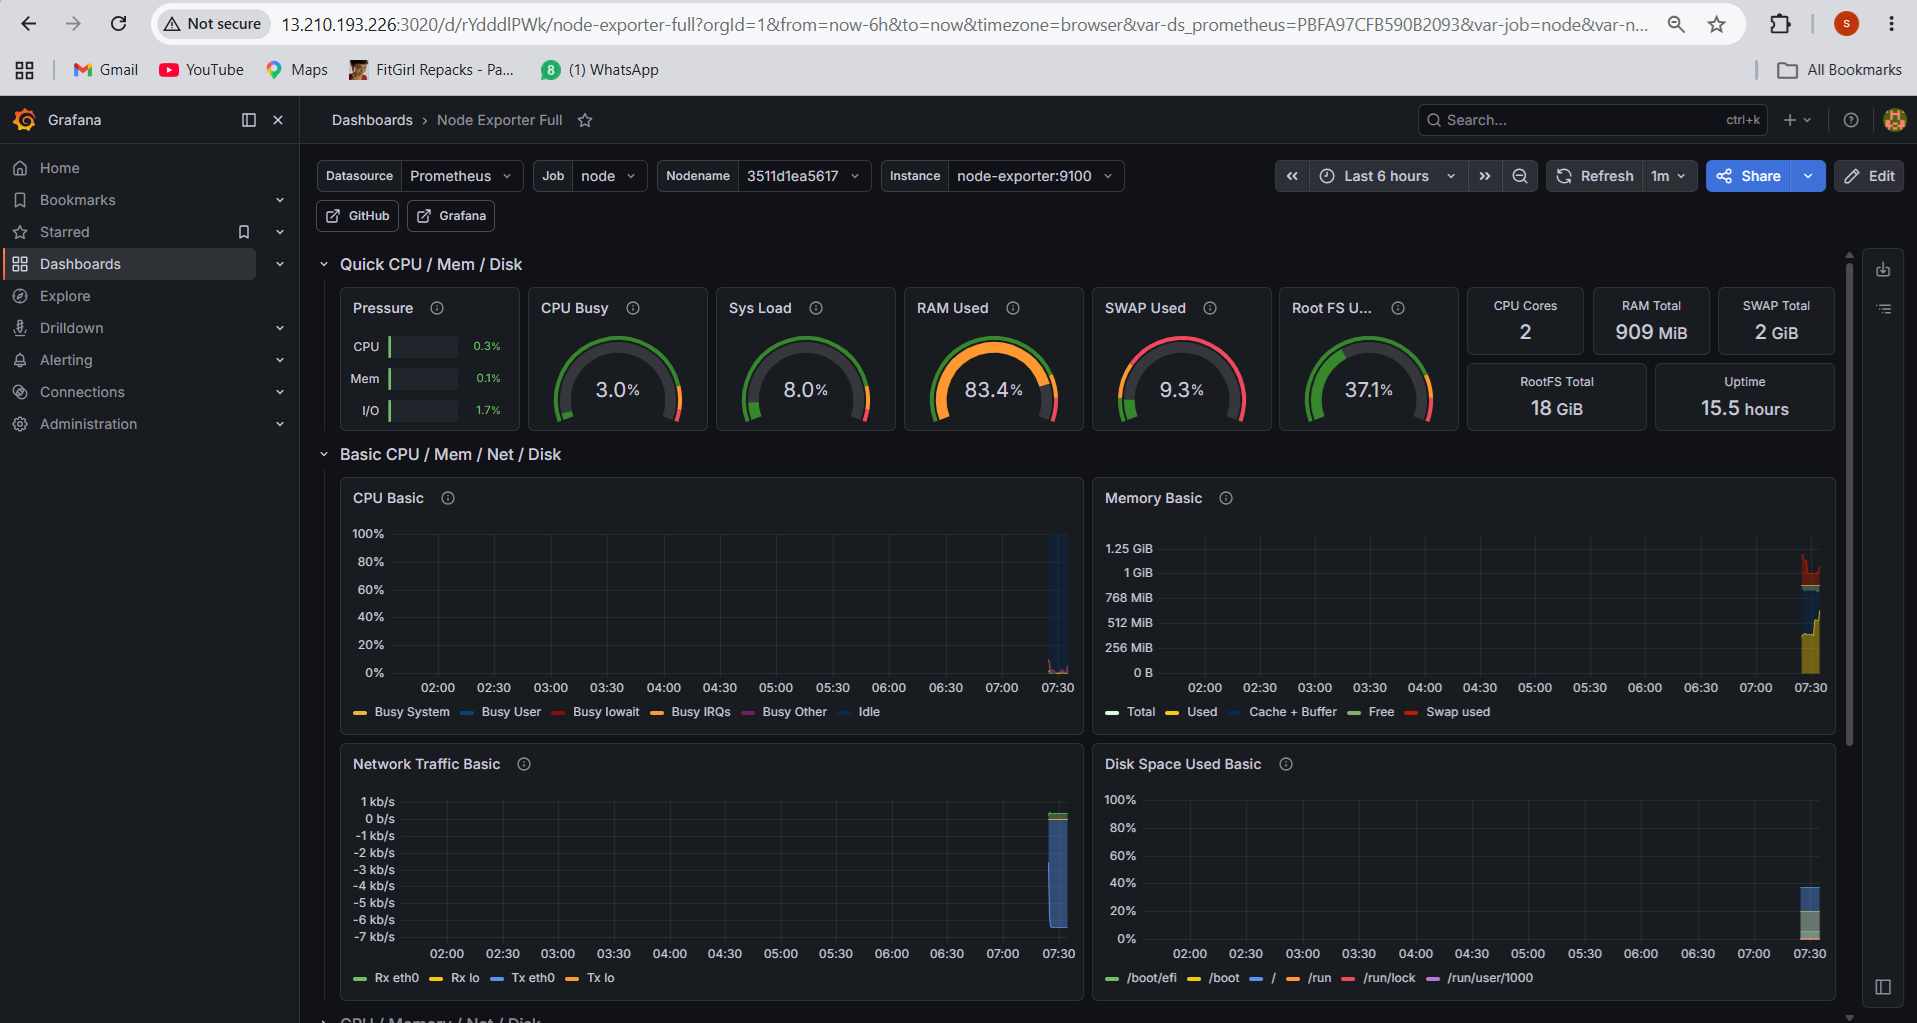 Not secure 13.210.193.226:3020/d/rYdddlPWk/node-exporter-full?orgId=1&from=now-6h&to=now&timezone=browser&var-ds_prometheus=PBFA97CFB590B2093&var-job=node&var-n... S
Gmail YouTube Maps FitGirl Repacks - Pa... 8 (1) WhatsApp All Bookmarks
Grafana
Dashboards › Node Exporter Full
Search... ctrl+k
Home
Bookmarks
Starred
Dashboards
Explore
Drilldown
Alerting
Connections
Administration
Datasource Prometheus Job node Nodename 3511d1ea5617 Instance node-exporter:9100 Last 6 hours Refresh 1m Share Edit
GitHub Grafana
Quick CPU / Mem / Disk
Pressure
CPU 0.3%
Mem 0.1%
I/O 1.7%
CPU Busy
3.0%
Sys Load
8.0%
RAM Used
83.4%
SWAP Used
9.3%
Root FS U...
37.1%
CPU Cores
2
RAM Total
909 MiB
SWAP Total
2 GiB
RootFS Total
18 GiB
Uptime
15.5 hours
Basic CPU / Mem / Net / Disk
CPU Basic
100%
80%
60%
40%
20%
0%
02:00 02:30 03:00 03:30 04:00 04:30 05:00 05:30 06:00 06:30 07:00 07:30
Busy System Busy User Busy Iowait Busy IRQs Busy Other Idle
Memory Basic
1.25 GiB
1 GiB
768 MiB
512 MiB
256 MiB
0 B
02:00 02:30 03:00 03:30 04:00 04:30 05:00 05:30 06:00 06:30 07:00 07:30
Total Used Cache + Buffer Free Swap used
Network Traffic Basic
1 kb/s
0 b/s
-1 kb/s
-2 kb/s
-3 kb/s
-4 kb/s
-5 kb/s
-6 kb/s
-7 kb/s
02:00 02:30 03:00 03:30 04:00 04:30 05:00 05:30 06:00 06:30 07:00 07:30
Rx eth0 Rx lo Tx eth0 Tx lo
Disk Space Used Basic
100%
80%
60%
40%
20%
0%
02:00 02:30 03:00 03:30 04:00 04:30 05:00 05:30 06:00 06:30 07:00 07:30
/boot/efi /boot / /run /run/lock /run/user/1000
CPU / Memory / Net / Disk